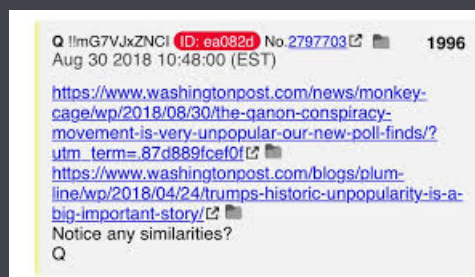 Q !!mG7VJxZNCI ID: ea082d No.2797703 1996
Aug 30 2018 10:48:00 (EST)
https://www.washingtonpost.com/news/monkey-
cage/wp/2018/08/30/the-qanon-conspiracy-
movement-is-very-unpopular-our-new-poll-finds/?
utm_term=.87d889fcef0f
https://www.washingtonpost.com/blogs/plum-
line/wp/2018/04/24/trumps-historic-unpopularity-is-a-
big-important-story/
Notice any similarities?
Q